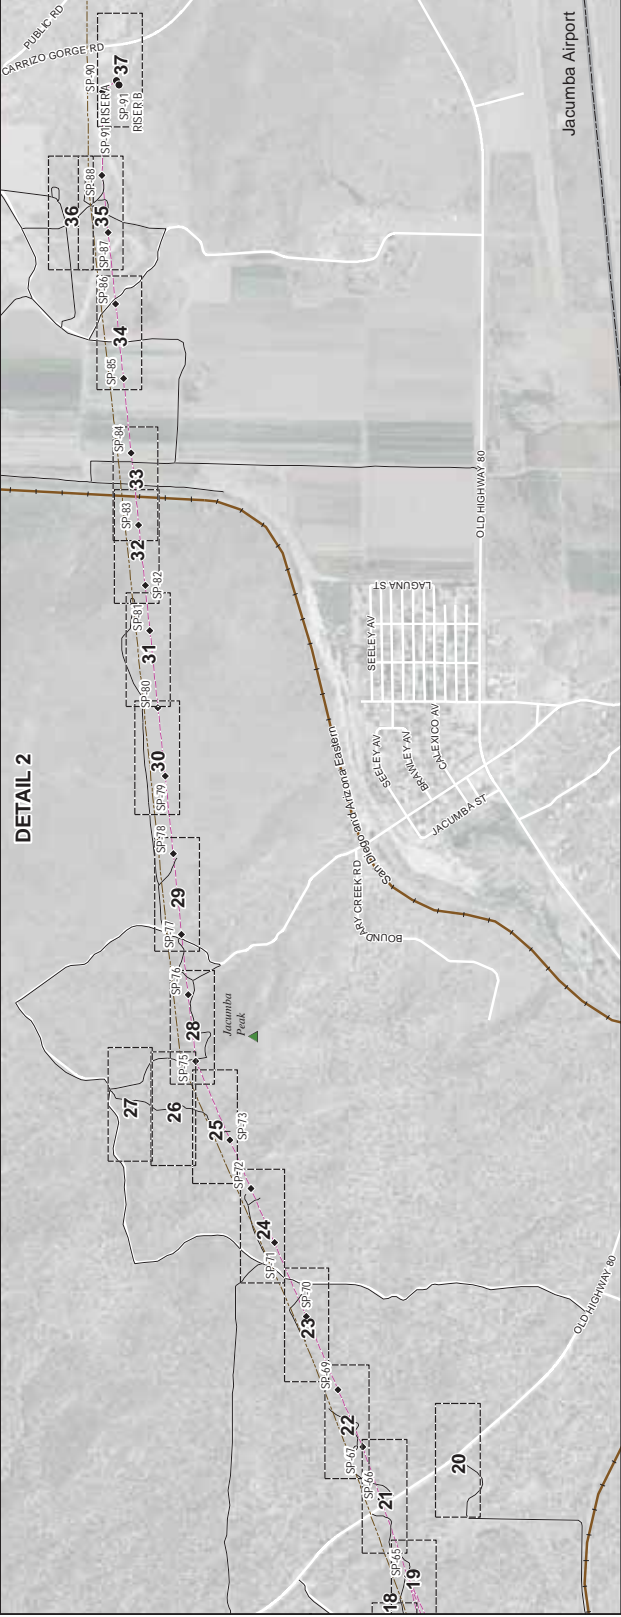 DETAIL 2
PUBLIC RD
CARRIZO GORGE RD
SP-90
37
SP-91 RISER A
SP-91
RISER B
SP-88
36
35
SP-87
SP-86
34
SP-85
SP-84
33
SP-83
32
SP-82
SP-81
31
SP-80
30
SP-79
SP-78
29
SP-77
SP-76
28
Jacumba
Peak
SP-75
27
26
25
SP-73
SP-72
24
SP-71
SP-70
23
SP-69
22
SP-67
SP-66
21
20
SP-65
19
18
Jacumba Airport
OLD HIGHWAY 80
LAGUNA ST
SEELEY AV
SEELEY AV
BRAWLEY AV
CALEXICO AV
JACUMBA ST
San Diego and Arizona Eastern
BOUNDARY CREEK RD
OLD HIGHWAY 80